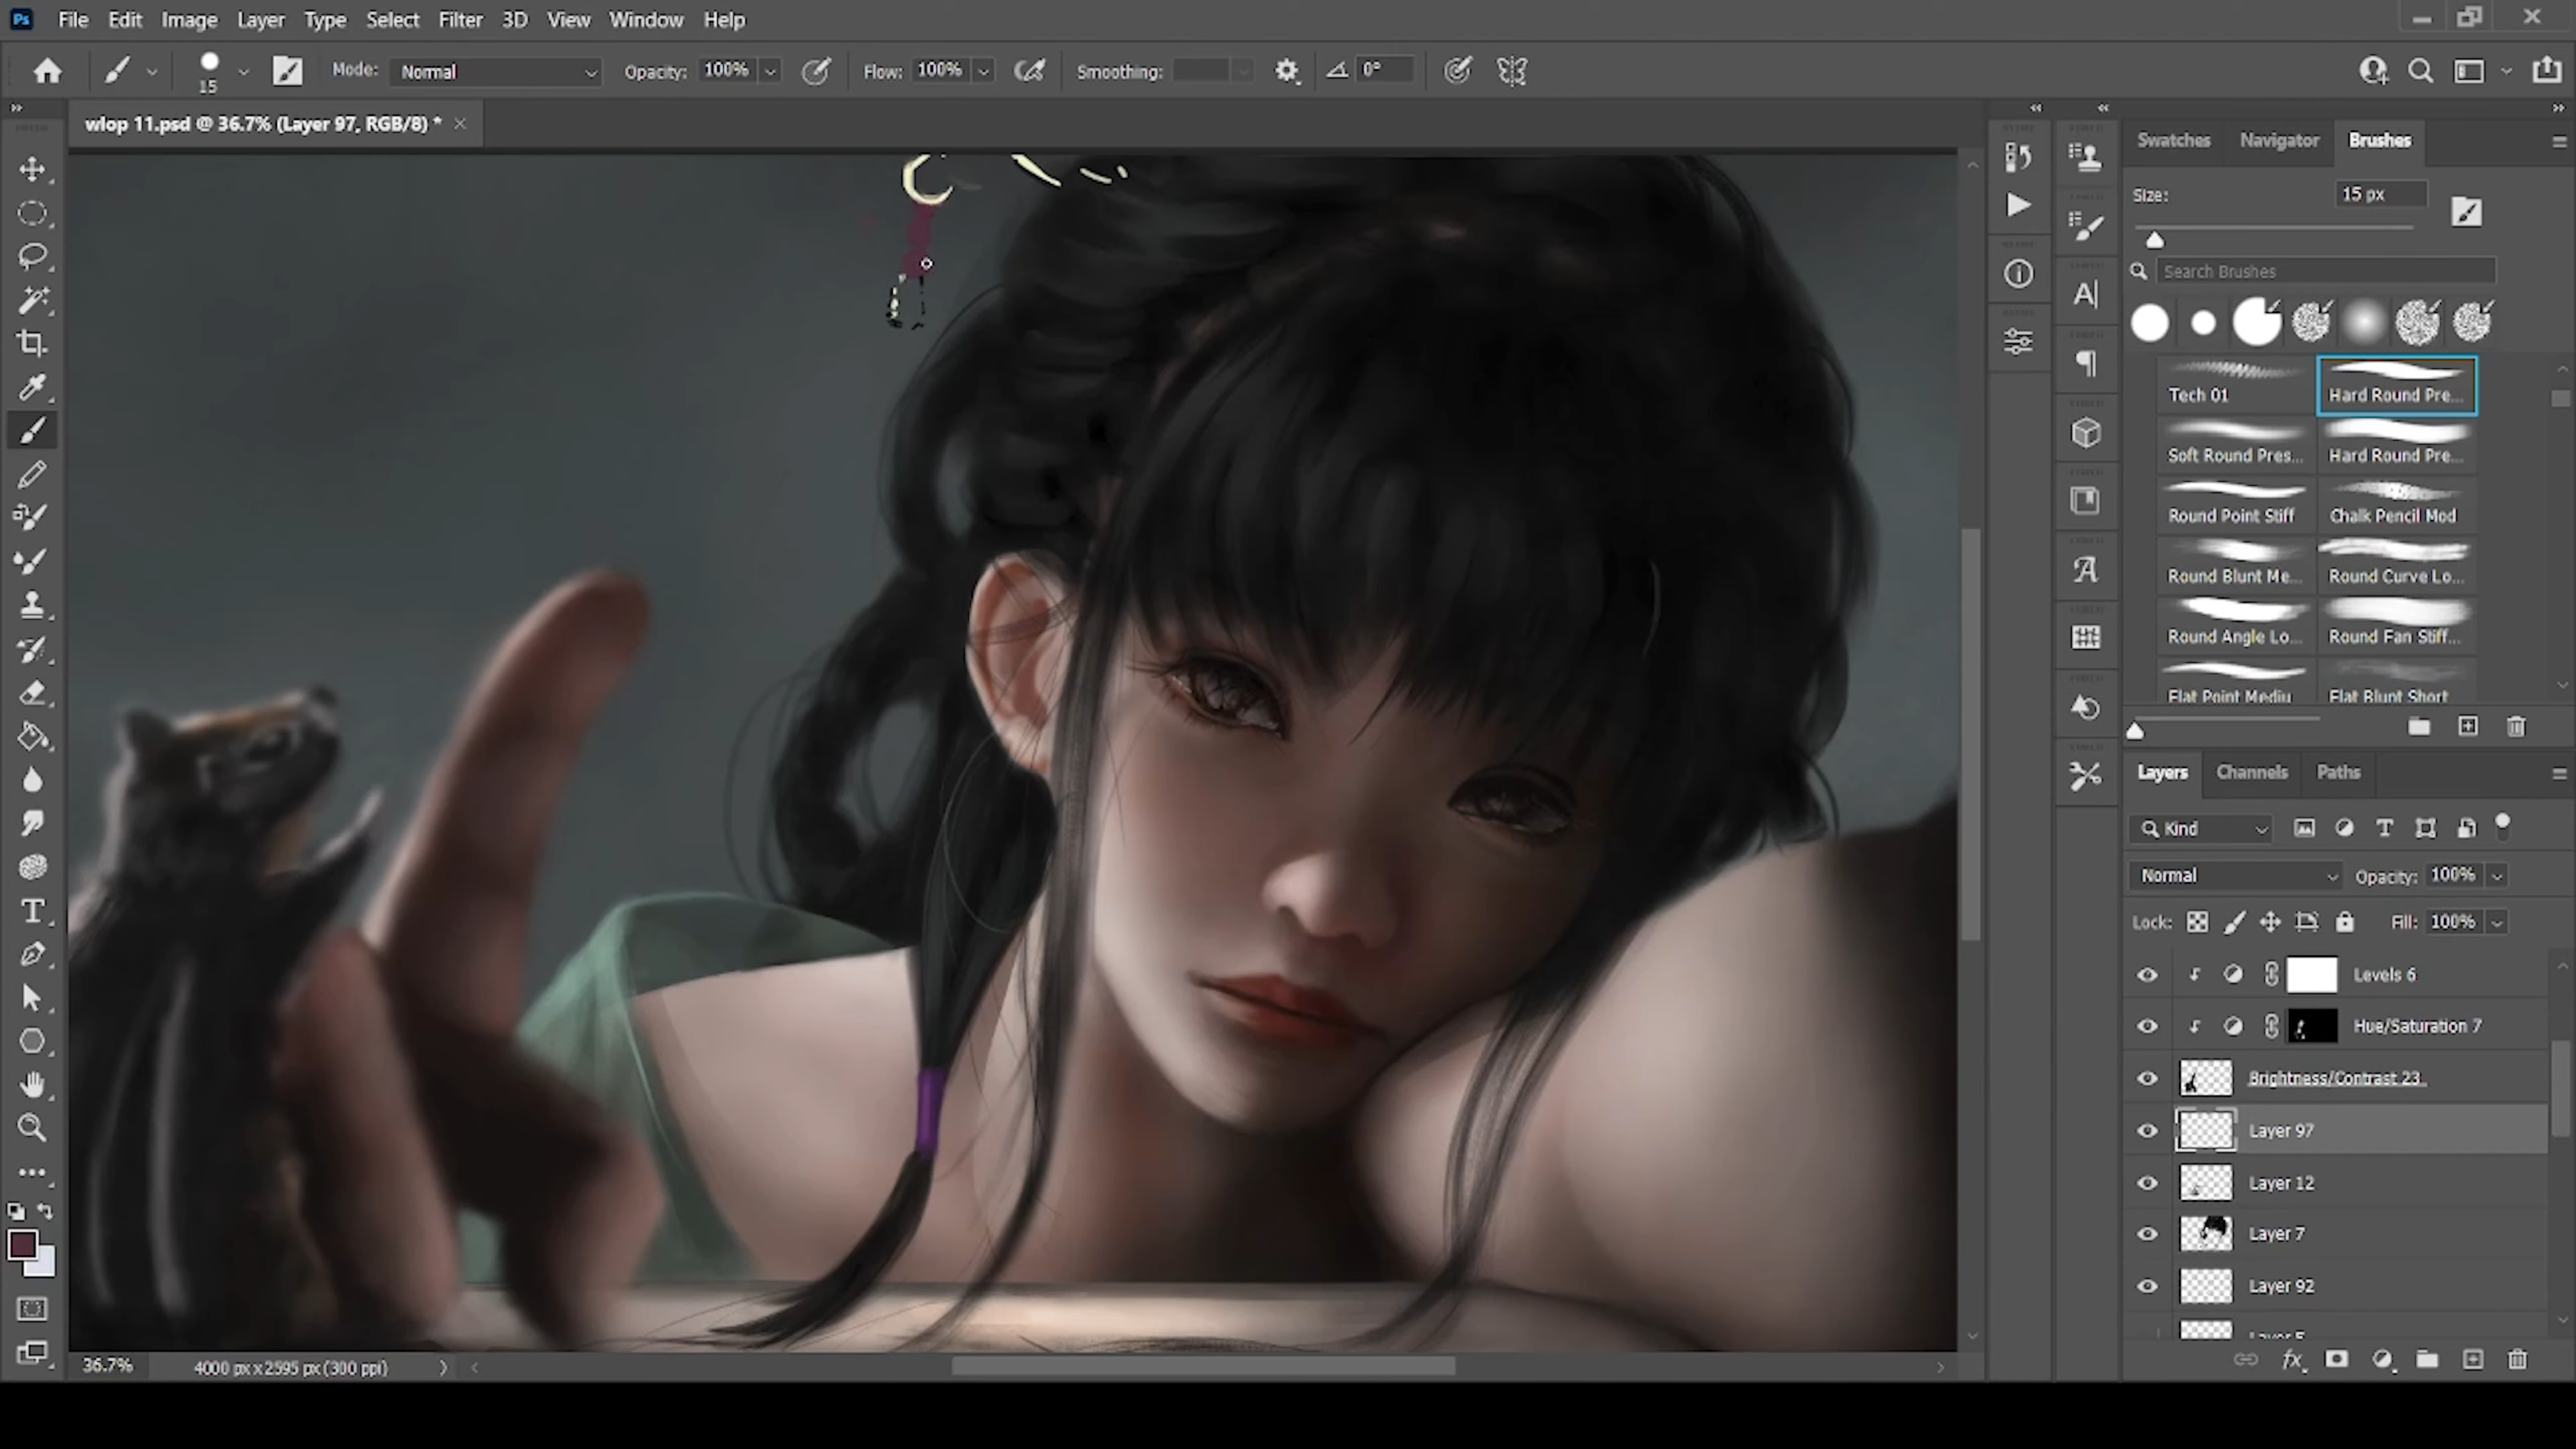 Ps File Edit Image Layer Type Select Filter 3D View Window Help
15 Mode: Normal Opacity: 100% Flow: 100% Smoothing: 0°
wlop 11.psd @ 36.7% (Layer 97, RGB/8) *
Swatches Navigator Brushes
Size: 15 px
Search Brushes
Tech 01 Hard Round Pre...
Soft Round Pres... Hard Round Pre...
Round Point Stiff Chalk Pencil Mod
Round Blunt Me... Round Curve Lo...
Round Angle Lo... Round Fan Stiff...
Flat Point Mediu Flat Blunt Short
Layers Channels Paths
Kind
Normal Opacity: 100%
Lock: Fill: 100%
Levels 6
Hue/Saturation 7
Brightness/Contrast 23
Layer 97
Layer 12
Layer 7
Layer 92
36.7% 4000 px x 2595 px (300 ppi)